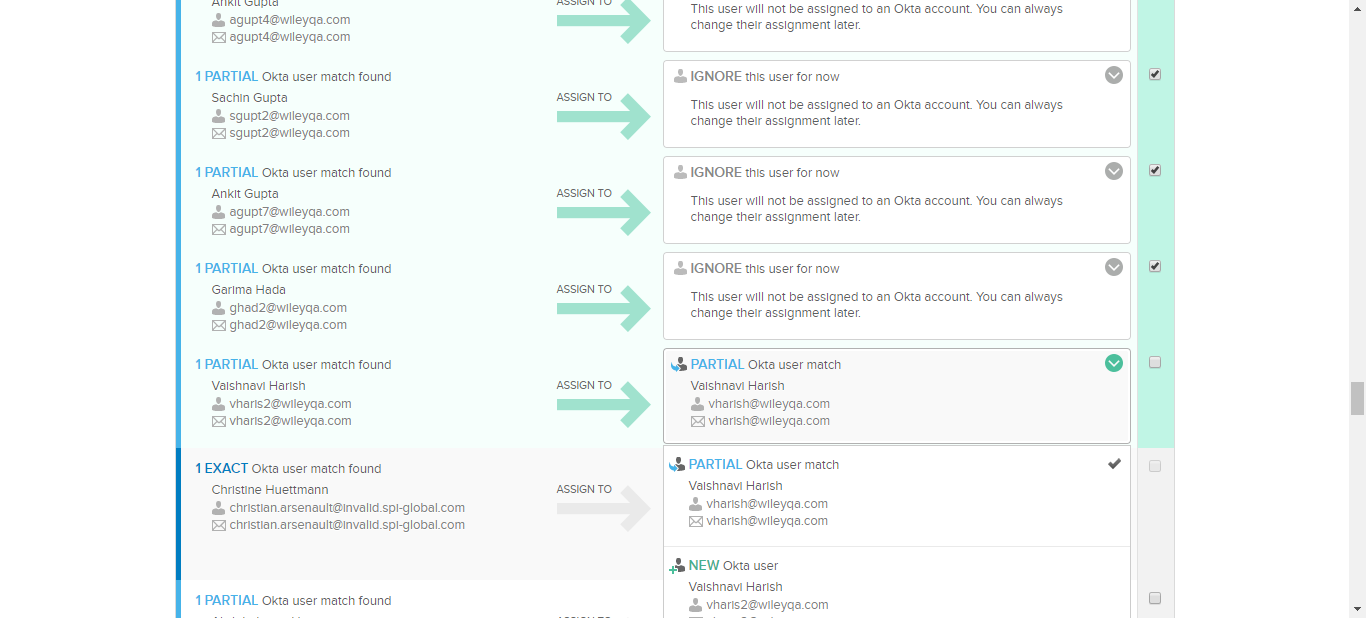 Ankit Gupta
agupt4@wileyqa.com
agupt4@wileyqa.com
ASSIGN TO
This user will not be assigned to an Okta account. You can always
change their assignment later.
1 PARTIAL Okta user match found
Sachin Gupta
sgupt2@wileyqa.com
sgupt2@wileyqa.com
ASSIGN TO
IGNORE this user for now
This user will not be assigned to an Okta account. You can always
change their assignment later.
1 PARTIAL Okta user match found
Ankit Gupta
agupt7@wileyqa.com
agupt7@wileyqa.com
ASSIGN TO
IGNORE this user for now
This user will not be assigned to an Okta account. You can always
change their assignment later.
1 PARTIAL Okta user match found
Garima Hada
ghad2@wileyqa.com
ghad2@wileyqa.com
ASSIGN TO
IGNORE this user for now
This user will not be assigned to an Okta account. You can always
change their assignment later.
1 PARTIAL Okta user match found
Vaishnavi Harish
vharis2@wileyqa.com
vharis2@wileyqa.com
ASSIGN TO
PARTIAL Okta user match
Vaishnavi Harish
vharish@wileyqa.com
vharish@wileyqa.com
1 EXACT Okta user match found
Christine Huettmann
christian.arsenault@invalid.spi-global.com
christian.arsenault@invalid.spi-global.com
ASSIGN TO
PARTIAL Okta user match
Vaishnavi Harish
vharish@wileyqa.com
vharish@wileyqa.com
NEW Okta user
Vaishnavi Harish
vharis2@wileyqa.com
1 PARTIAL Okta user match found